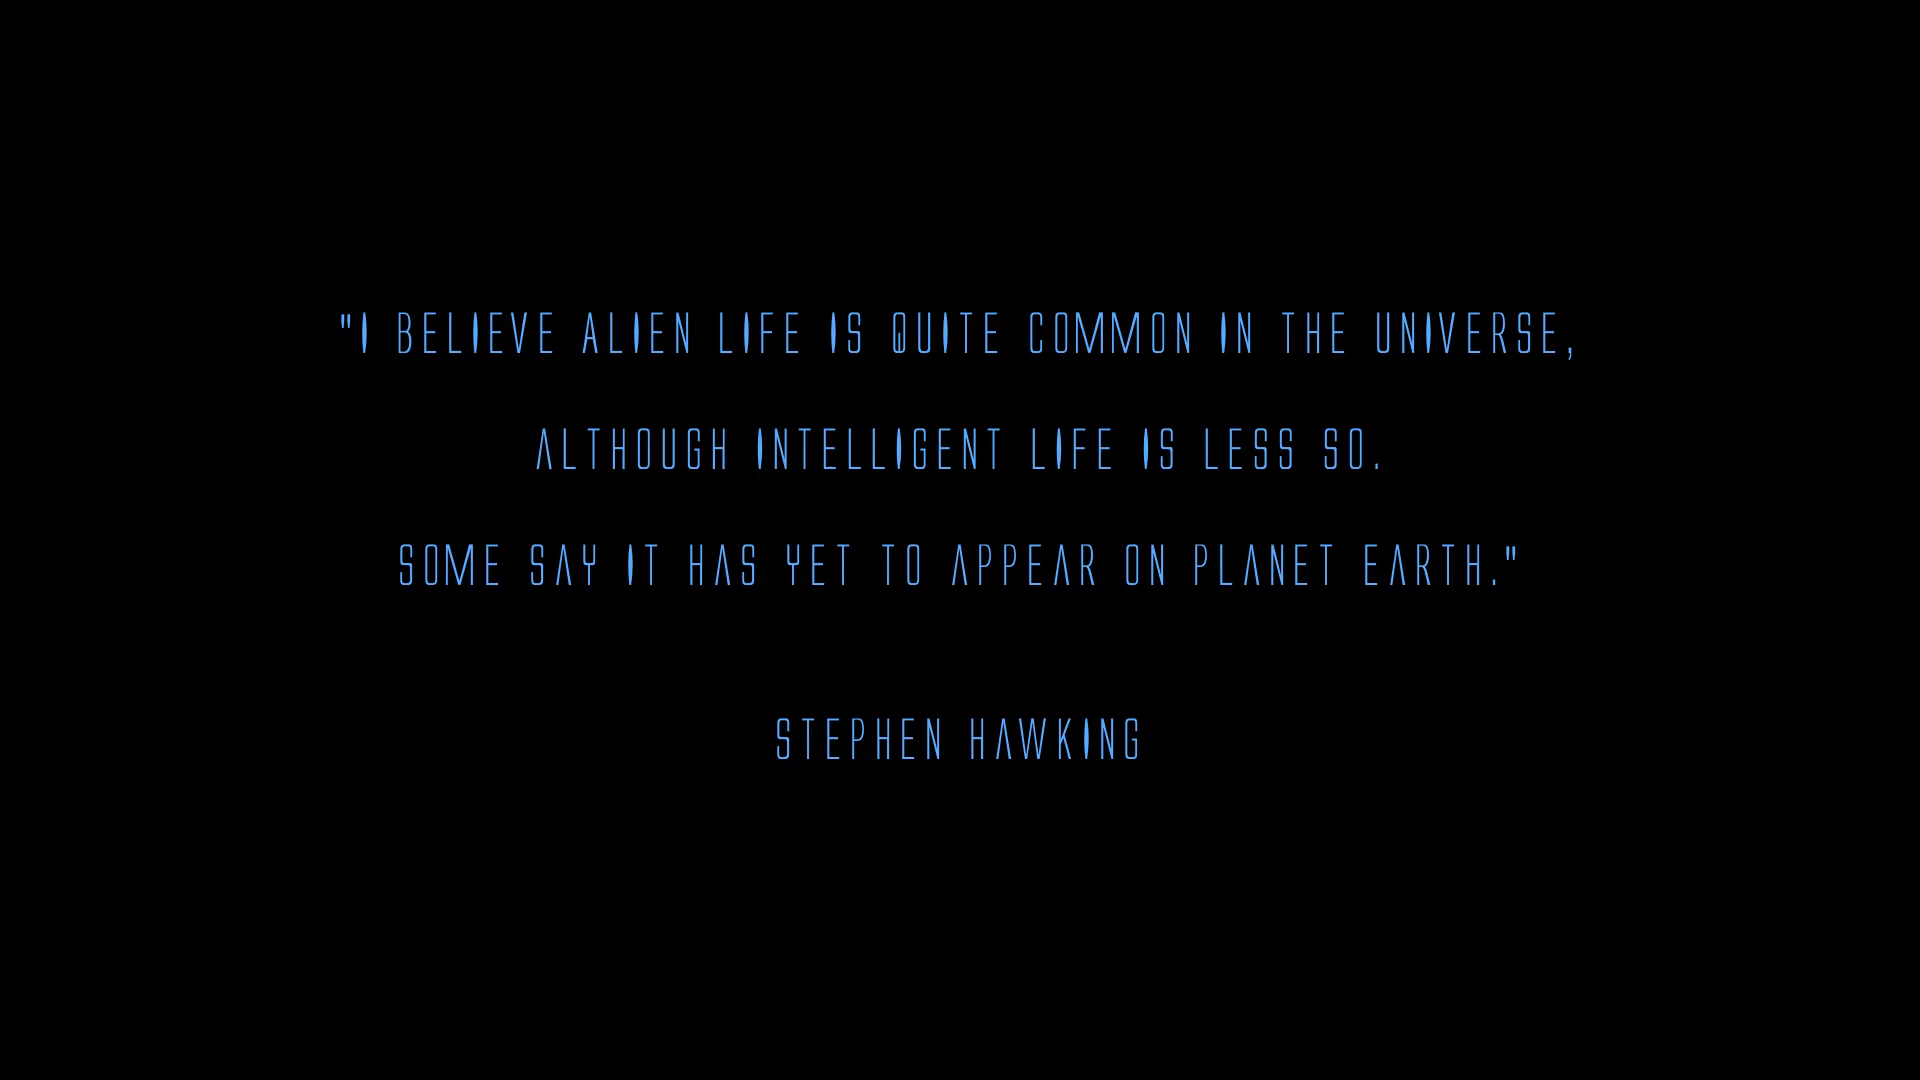 "I BELIEVE ALIEN LIFE IS QUITE COMMON IN THE UNIVERSE,
ALTHOUGH INTELLIGENT LIFE IS LESS SO.
SOME SAY IT HAS YET TO APPEAR ON PLANET EARTH."
STEPHEN HAWKING